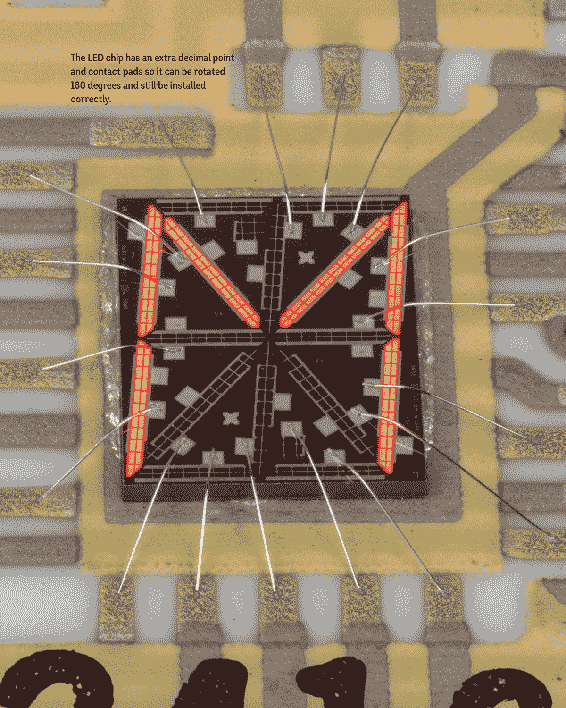 The LED chip has an extra decimal point
and contact pads so it can be rotated
180 degrees and still be installed
correctly.